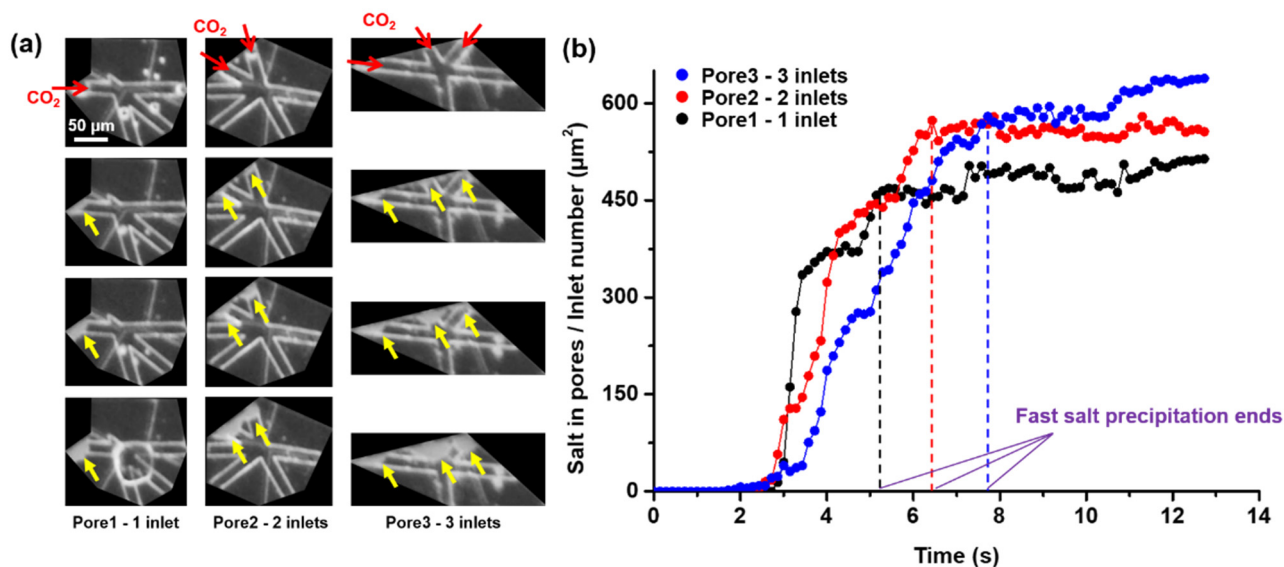 (a)
CO₂
CO₂
CO₂
50 µm
Pore1 - 1 inlet
Pore2 - 2 inlets
Pore3 - 3 inlets
(b)
Salt in pores / Inlet number (µm²)
600
450
300
150
0
Pore3 - 3 inlets
Pore2 - 2 inlets
Pore1 - 1 inlet
Fast salt precipitation ends
0 2 4 6 8 10 12 14
Time (s)